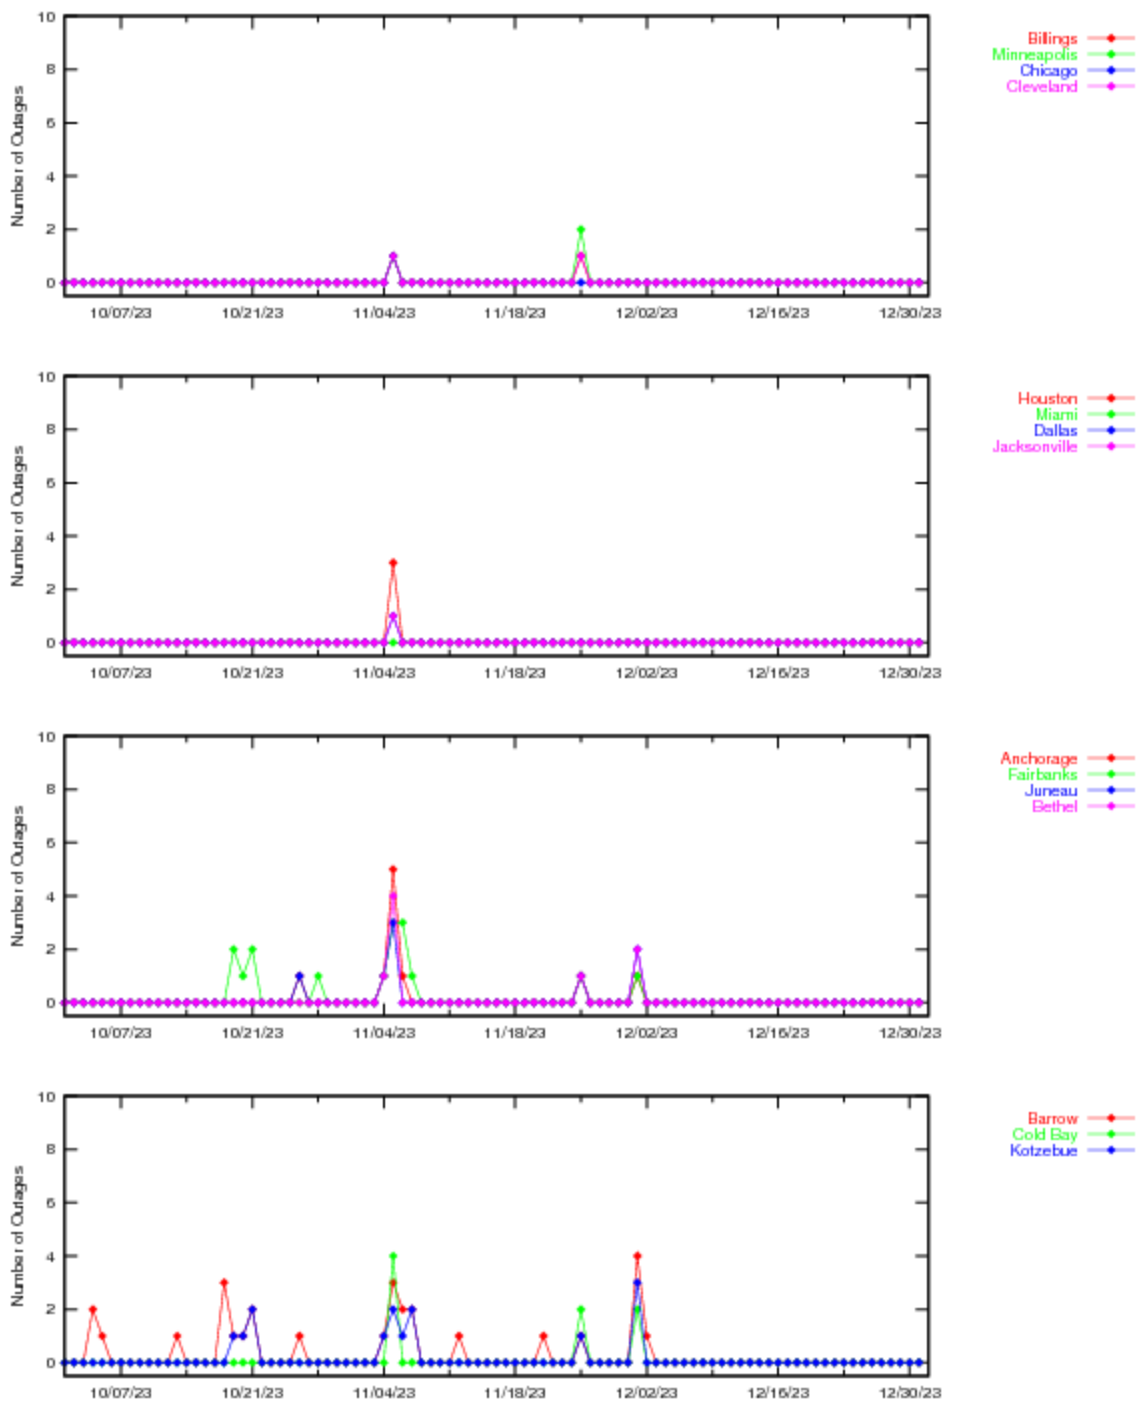 Number of Outages
10
8
6
4
2
0
10/07/23 10/21/23 11/04/23 11/18/23 12/02/23 12/16/23 12/30/23
Billings
Minneapolis
Chicago
Cleveland
Number of Outages
10
8
6
4
2
0
10/07/23 10/21/23 11/04/23 11/18/23 12/02/23 12/16/23 12/30/23
Houston
Miami
Dallas
Jacksonville
Number of Outages
10
8
6
4
2
0
10/07/23 10/21/23 11/04/23 11/18/23 12/02/23 12/16/23 12/30/23
Anchorage
Fairbanks
Juneau
Bethel
Number of Outages
10
8
6
4
2
0
10/07/23 10/21/23 11/04/23 11/18/23 12/02/23 12/16/23 12/30/23
Barrow
Cold Bay
Kotzebue